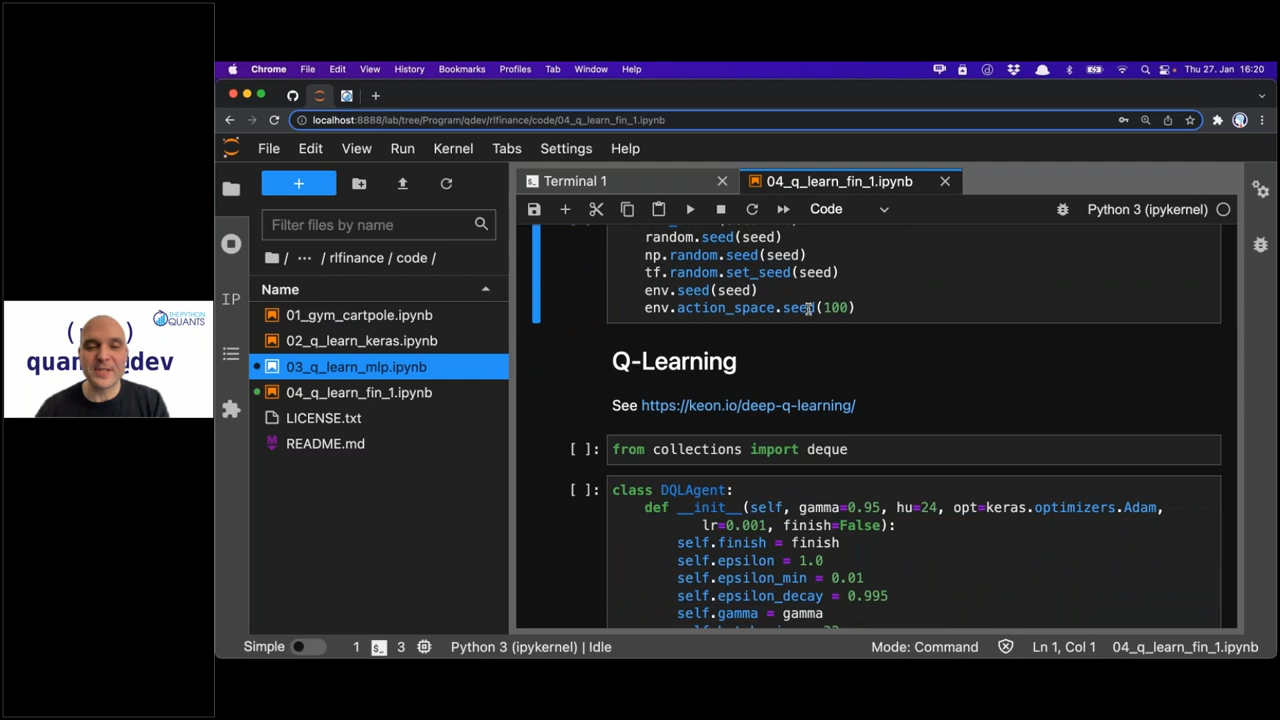 Chrome File Edit View History Bookmarks Profiles Tab Window Help Thu 27. Jan 16:20
localhost:8888/lab/tree/Program/qdev/rlfinance/code/04_q_learn_fin_1.ipynb
File Edit View Run Kernel Tabs Settings Help
Terminal 1
04_q_learn_fin_1.ipynb
Code
Python 3 (ipykernel)
Filter files by name
/ ··· / rlfinance / code /
Name
01_gym_cartpole.ipynb
02_q_learn_keras.ipynb
03_q_learn_mlp.ipynb
04_q_learn_fin_1.ipynb
LICENSE.txt
README.md
IP
THE PYTHON
QUANTS
random.seed(seed)
np.random.seed(seed)
tf.random.set_seed(seed)
env.seed(seed)
env.action_space.seed(100)
Q-Learning
See https://keon.io/deep-q-learning/
[ ]: from collections import deque
[ ]: class DQLAgent:
def __init__(self, gamma=0.95, hu=24, opt=keras.optimizers.Adam,
lr=0.001, finish=False):
self.finish = finish
self.epsilon = 1.0
self.epsilon_min = 0.01
self.epsilon_decay = 0.995
self.gamma = gamma
Simple 1 $_ 3 Python 3 (ipykernel) | Idle Mode: Command Ln 1, Col 1 04_q_learn_fin_1.ipynb